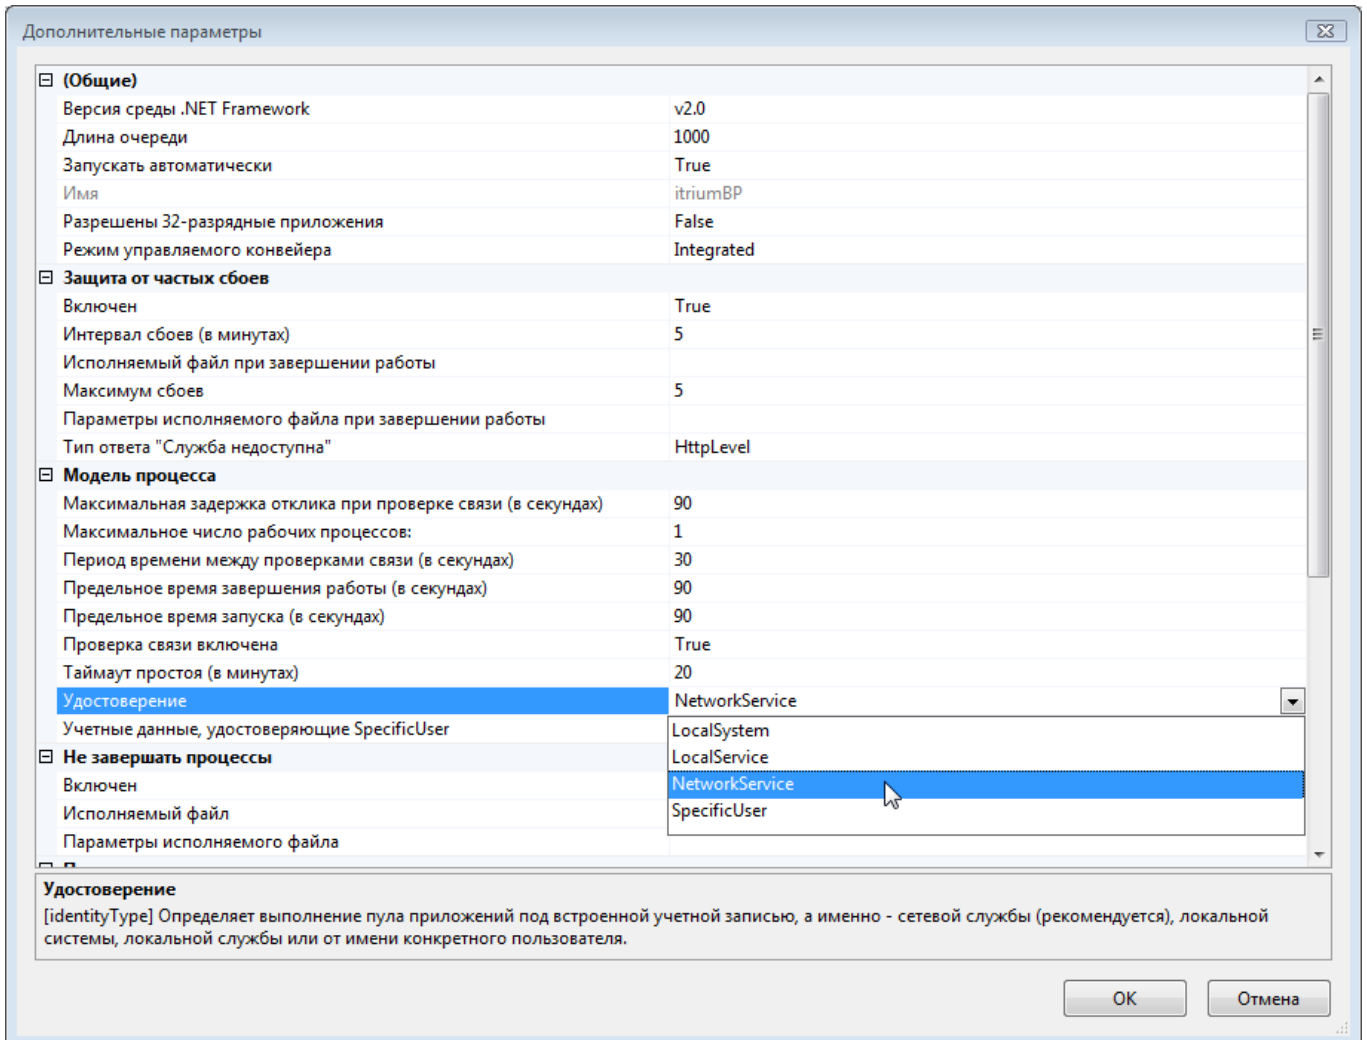 Дополнительные параметры
(Общие)
Версия среды .NET Framework v2.0
Длина очереди 1000
Запускать автоматически True
Имя itriumBP
Разрешены 32-разрядные приложения False
Режим управляемого конвейера Integrated
Защита от частых сбоев
Включен True
Интервал сбоев (в минутах) 5
Исполняемый файл при завершении работы
Максимум сбоев 5
Параметры исполняемого файла при завершении работы
Тип ответа "Служба недоступна" HttpLevel
Модель процесса
Максимальная задержка отклика при проверке связи (в секундах) 90
Максимальное число рабочих процессов: 1
Период времени между проверками связи (в секундах) 30
Предельное время завершения работы (в секундах) 90
Предельное время запуска (в секундах) 90
Проверка связи включена True
Таймаут простоя (в минутах) 20
Удостоверение NetworkService
Учетные данные, удостоверяющие SpecificUser
LocalSystem
LocalService
NetworkService
SpecificUser
Не завершать процессы
Включен
Исполняемый файл
Параметры исполняемого файла
Удостоверение
[identityType] Определяет выполнение пула приложений под встроенной учетной записью, а именно - сетевой службы (рекомендуется), локальной
системы, локальной службы или от имени конкретного пользователя.
OK
Отмена